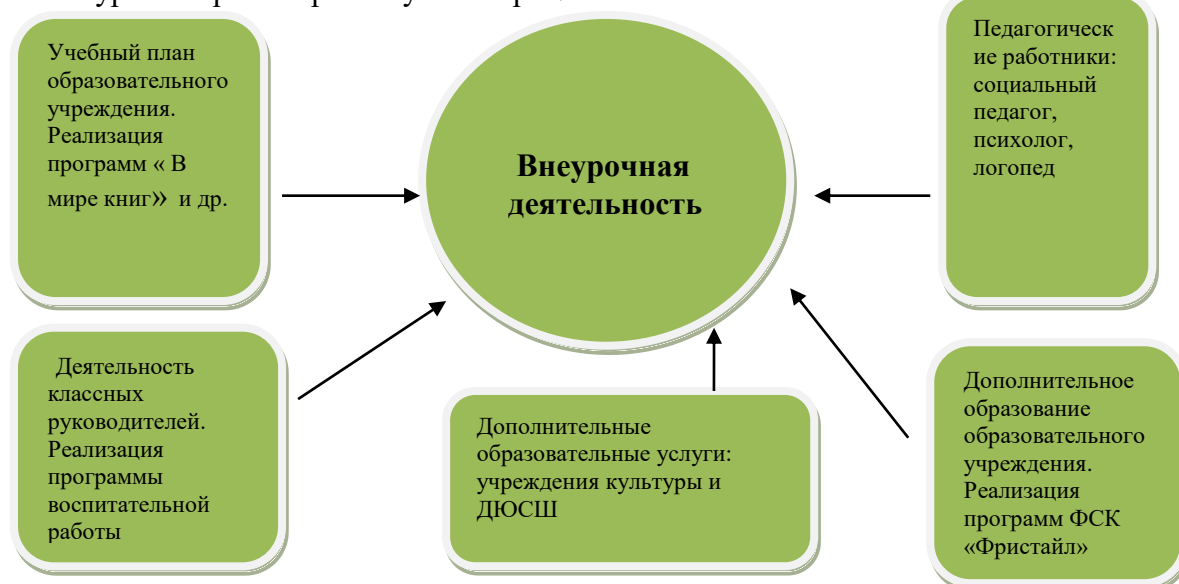 Учебный план
образовательного
учреждения.
Реализация
программ « В
мире книг» и др.
Внеурочная
деятельность
Педагогическ
ие работники:
социальный
педагог,
психолог,
логопед
Деятельность
классных
руководителей.
Реализация
программы
воспитательной
работы
Дополнительные
образовательные услуги:
учреждения культуры и
ДЮСШ
Дополнительное
образование
образовательного
учреждения.
Реализация
программ ФСК
«Фристайл»